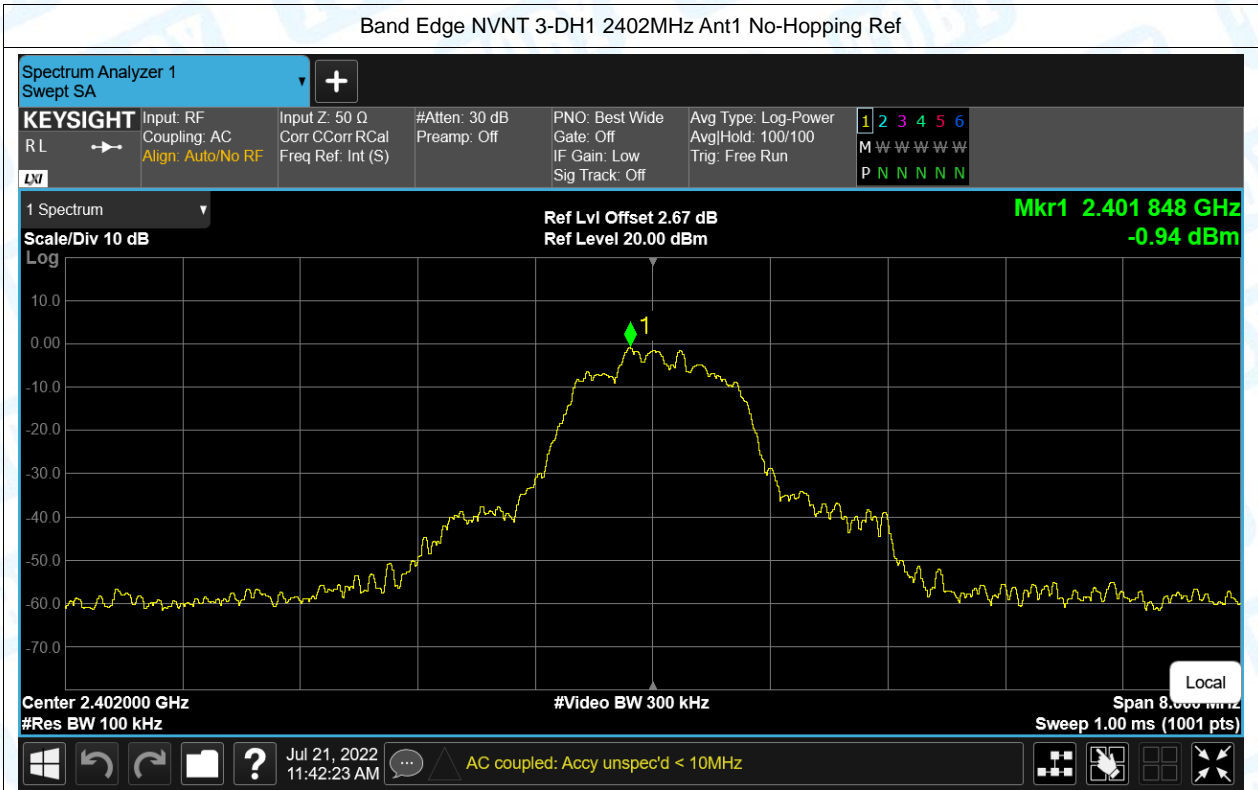 Band Edge NVNT 3-DH1 2402MHz Ant1 No-Hopping Ref
Spectrum Analyzer 1
Swept SA
KEYSIGHT
RL
LXI
Input: RF
Coupling: AC
Align: Auto/No RF
Input Z: 50 Ω
Corr CCorr RCal
Freq Ref: Int (S)
#Atten: 30 dB
Preamp: Off
PNO: Best Wide
Gate: Off
IF Gain: Low
Sig Track: Off
Avg Type: Log-Power
Avg|Hold: 100/100
Trig: Free Run
1 2 3 4 5 6
M W W W W W
P N N N N N
1 Spectrum
Scale/Div 10 dB
Ref Lvl Offset 2.67 dB
Ref Level 20.00 dBm
Mkr1 2.401 848 GHz
-0.94 dBm
Log
10.0
0.00
-10.0
-20.0
-30.0
-40.0
-50.0
-60.0
-70.0
1
Local
Center 2.402000 GHz
#Video BW 300 kHz
Span 8.000 MHz
#Res BW 100 kHz
Sweep 1.00 ms (1001 pts)
?
Jul 21, 2022
11:42:23 AM
AC coupled: Accy unspec'd < 10MHz